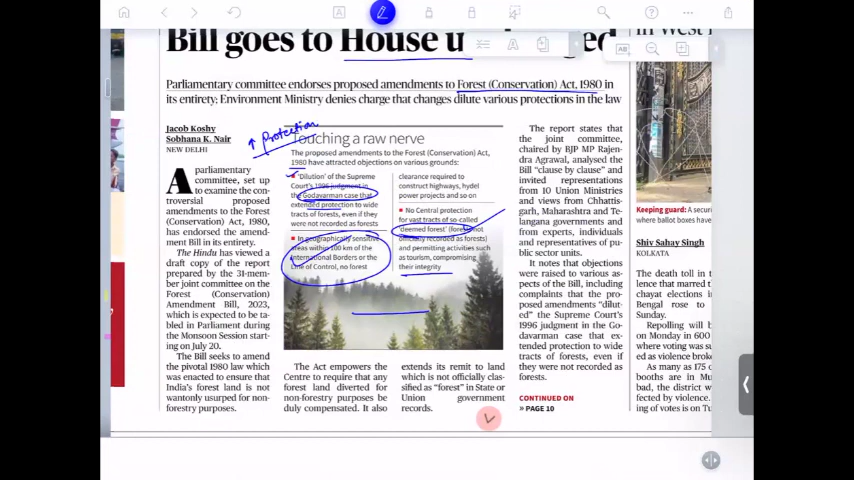 Bill goes to House
in West
Parliamentary committee endorses proposed amendments to Forest (Conservation) Act, 1980 in
its entirety; Environment Ministry denies charge that changes dilute various protections in the law
Jacob Koshy
Sobhana K. Nair
NEW DELHI
A parliamentary
committee, set up
to examine the con-
troversial proposed
amendments to the Forest
(Conservation) Act, 1980,
has endorsed the amend-
ment Bill in its entirety.
The Hindu has viewed a
draft copy of the report
prepared by the 31-mem-
ber joint committee on the
Forest (Conservation)
Amendment Bill, 2023,
which is expected to be ta-
bled in Parliament during
the Monsoon Session start-
ing on July 20.
The Bill seeks to amend
the pivotal 1980 law which
was enacted to ensure that
India's forest land is not
wantonly usurped for non-
forestry purposes.
↑ Protection
Touching a raw nerve
The proposed amendments to the Forest (Conservation) Act,
1980 have attracted objections on various grounds:
■ 'Dilution' of the Supreme
Court's 1996 judgment in
the Godavarman case that
extended protection to wide
tracts of forests, even if they
were not recorded as forests
■ In geographically sensitive
areas within 100 km of the
International Borders or the
Line of Control, no forest
clearance required to
construct highways, hydel
power projects and so on
■ No Central protection
for vast tracts of so-called
'deemed forest' (forests not
officially recorded as forests)
and permitting activities such
as tourism, compromising
their integrity
The Act empowers the
Centre to require that any
forest land diverted for
non-forestry purposes be
duly compensated. It also
extends its remit to land
which is not officially clas-
sified as "forest" in State or
Union government
records.
The report states that
the joint committee,
chaired by BJP MP Rajen-
dra Agrawal, analysed the
Bill "clause by clause" and
invited representations
from 10 Union Ministries
and views from Chhattis-
garh, Maharashtra and Te-
langana governments and
from experts, individuals
and representatives of pu-
blic sector units.
It notes that objections
were raised to various as-
pects of the Bill, including
complaints that the pro-
posed amendments "dilut-
ed" the Supreme Court's
1996 judgment in the Go-
davarman case that ex-
tended protection to wide
tracts of forests, even if
they were not recorded as
forests.
CONTINUED ON
» PAGE 10
Keeping guard: A secur
for where ballot boxes have
Shiv Sahay Singh
KOLKATA
The death toll in t
lence that marred t
chayat elections i
Bengal rose to
Sunday.
Repolling will b
on Monday in 600
where voting was su
ed as violence broke
As many as 175 c
booths are in Mu
bad, the district w
fected by violence.
ing of votes is on Tu